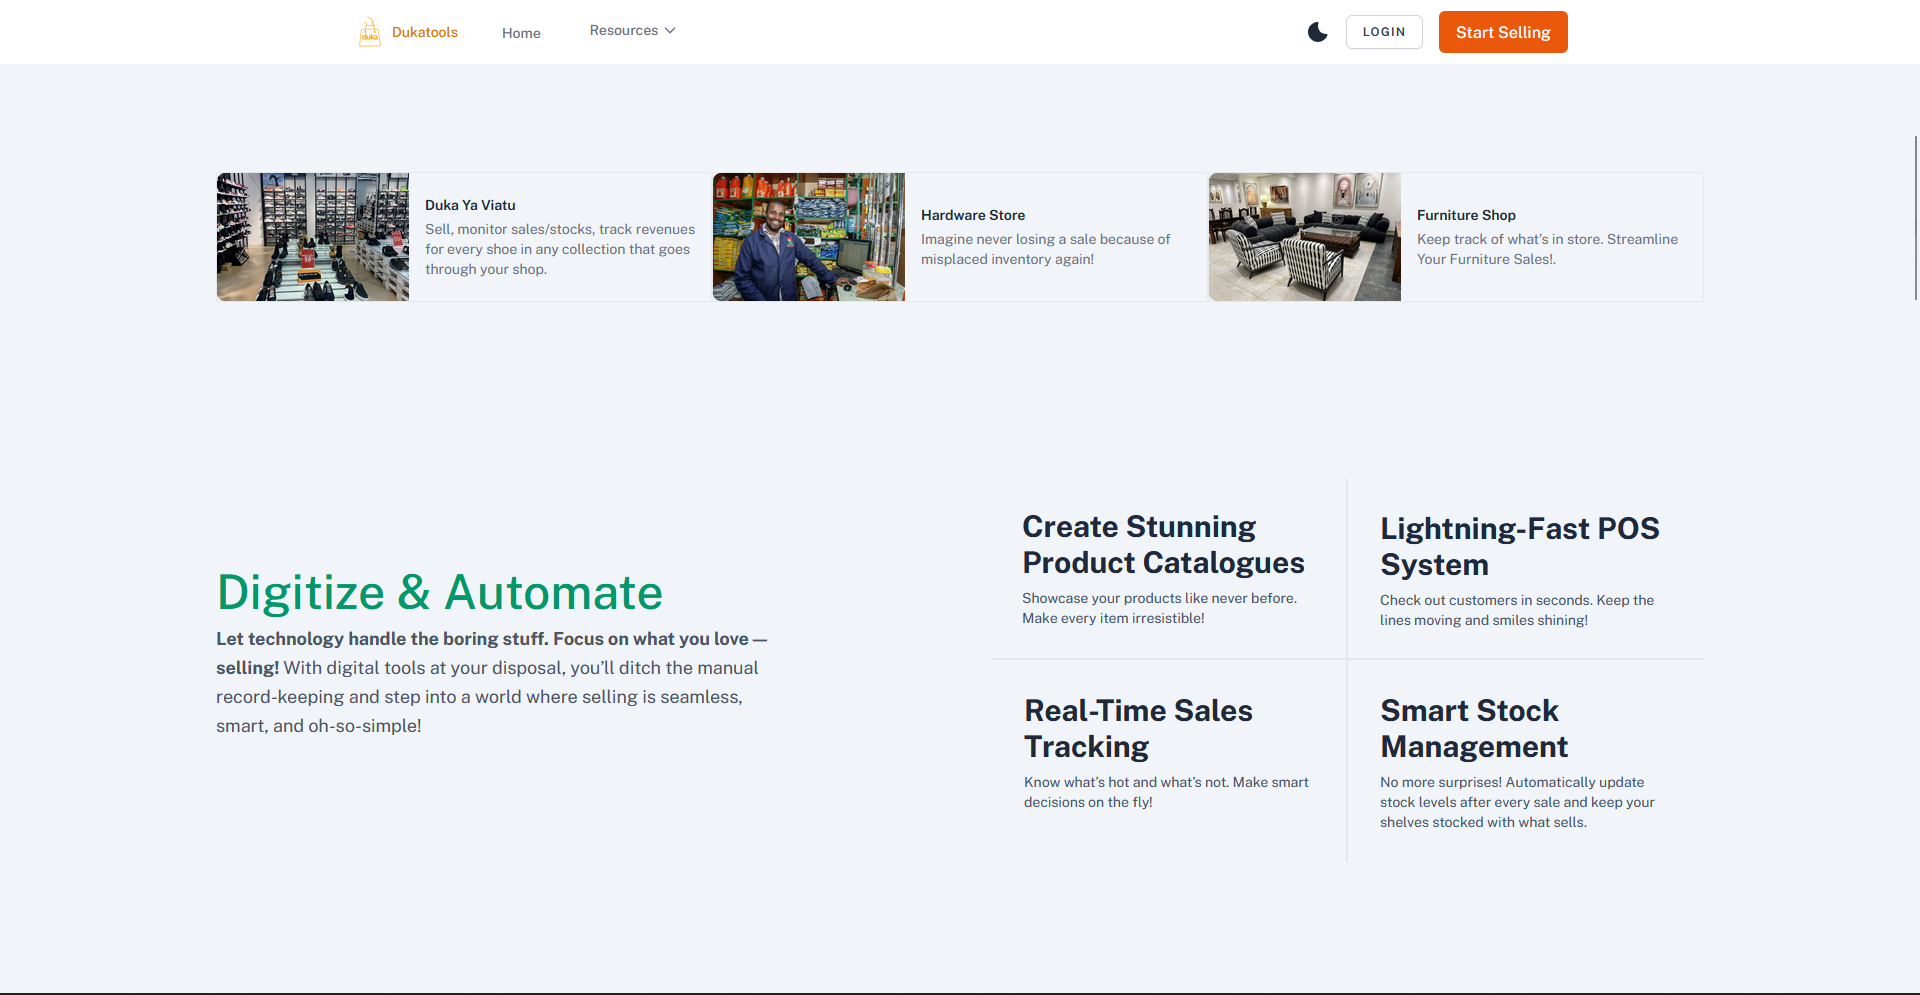 duka
Dukatools
Home
Resources
LOGIN
Start Selling
Duka Ya Viatu
Sell, monitor sales/stocks, track revenues
for every shoe in any collection that goes
through your shop.
Hardware Store
Imagine never losing a sale because of
misplaced inventory again!
Furniture Shop
Keep track of what’s in store. Streamline
Your Furniture Sales!.
Digitize & Automate
Let technology handle the boring stuff. Focus on what you love—
selling! With digital tools at your disposal, you’ll ditch the manual
record-keeping and step into a world where selling is seamless,
smart, and oh-so-simple!
Create Stunning
Product Catalogues
Showcase your products like never before.
Make every item irresistible!
Lightning-Fast POS
System
Check out customers in seconds. Keep the
lines moving and smiles shining!
Real-Time Sales
Tracking
Know what’s hot and what’s not. Make smart
decisions on the fly!
Smart Stock
Management
No more surprises! Automatically update
stock levels after every sale and keep your
shelves stocked with what sells.